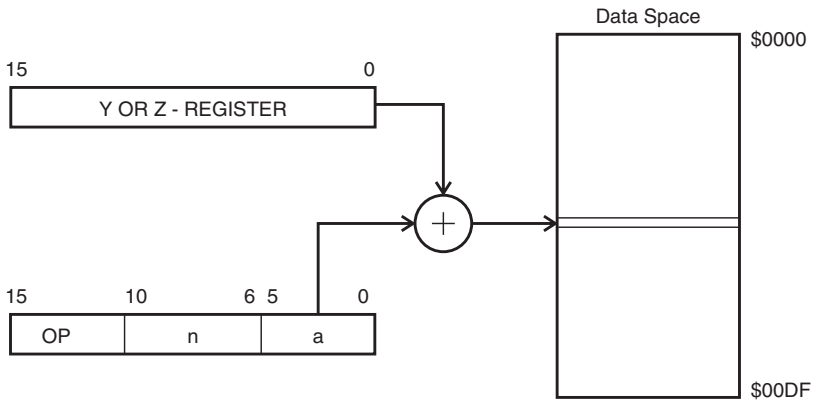 Data Space
$0000
15 0
Y OR Z - REGISTER
+
15 10 6 5 0
OP n a
$00DF